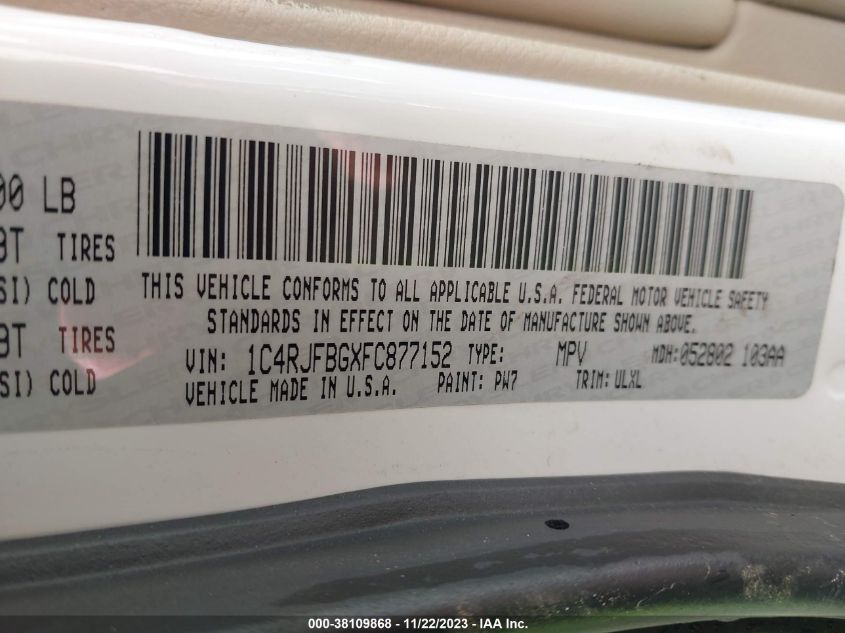 00 LB
BT TIRES
SI) COLD
BT TIRES
SI) COLD
THIS VEHICLE CONFORMS TO ALL APPLICABLE U.S.A. FEDERAL MOTOR VEHICLE SAFETY
STANDARDS IN EFFECT ON THE DATE OF MANUFACTURE SHOWN ABOVE.
VIN: 1C4RJFBGXFC877152 TYPE: MPV MDH:052802 103AA
VEHICLE MADE IN U.S.A. PAINT: PW7 TRIM: ULXL
000-38109868 - 11/22/2023 - IAAI.COM